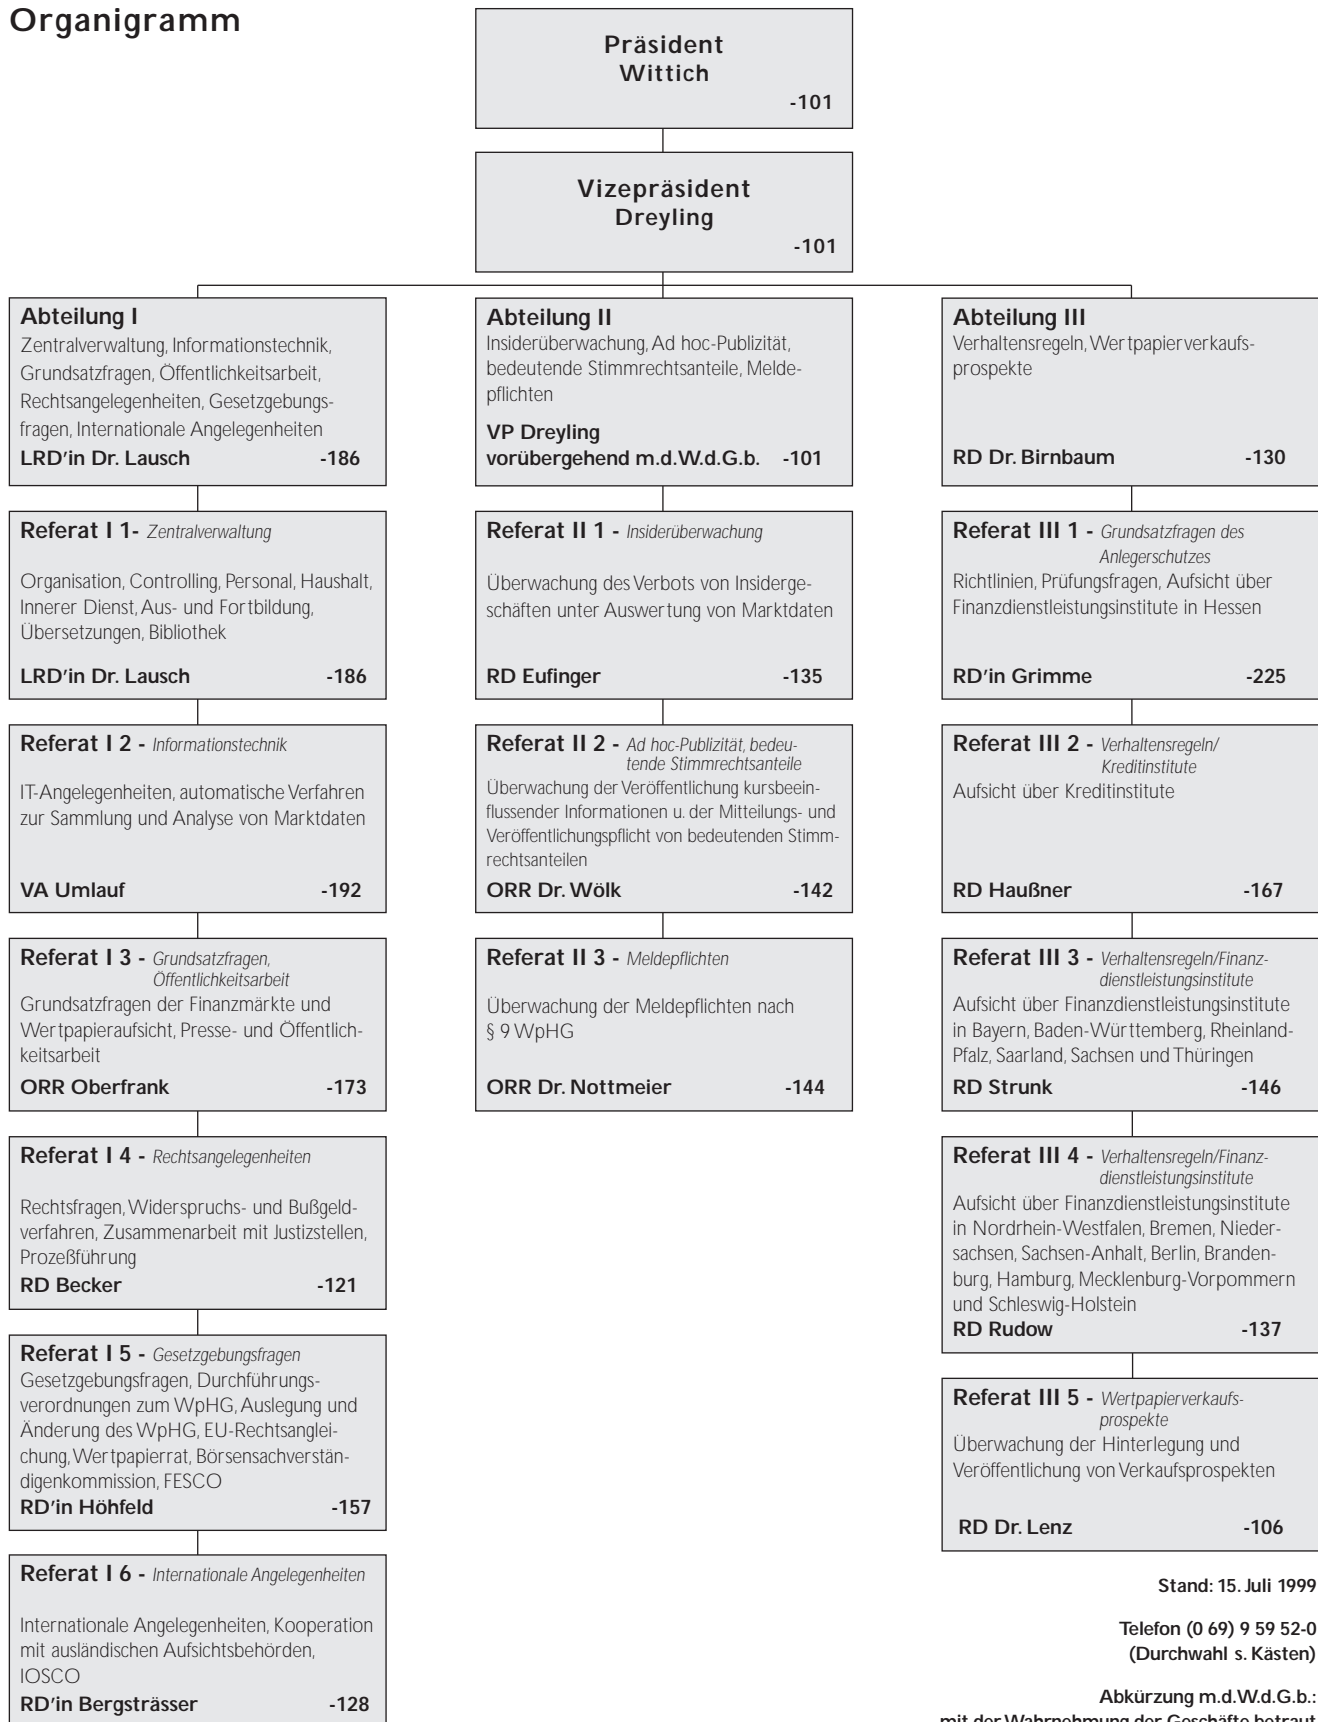 Organigramm
Präsident
Wittich
-101
Vizepräsident
Dreyling
-101
Abteilung I
Zentralverwaltung, Informationstechnik,
Grundsatzfragen, Öffentlichkeitsarbeit,
Rechtsangelegenheiten, Gesetzgebungs-
fragen, Internationale Angelegenheiten
LRD'in Dr. Lausch -186
Referat I 1- Zentralverwaltung
Organisation, Controlling, Personal, Haushalt,
Innerer Dienst, Aus- und Fortbildung,
Übersetzungen, Bibliothek
LRD'in Dr. Lausch -186
Referat I 2 - Informationstechnik
IT-Angelegenheiten, automatische Verfahren
zur Sammlung und Analyse von Marktdaten
VA Umlauf -192
Referat I 3 - Grundsatzfragen,
Öffentlichkeitsarbeit
Grundsatzfragen der Finanzmärkte und
Wertpapieraufsicht, Presse- und Öffentlich-
keitsarbeit
ORR Oberfrank -173
Referat I 4 - Rechtsangelegenheiten
Rechtsfragen, Widerspruchs- und Bußgeld-
verfahren, Zusammenarbeit mit Justizstellen,
Prozeßführung
RD Becker -121
Referat I 5 - Gesetzgebungsfragen
Gesetzgebungsfragen, Durchführungs-
verordnungen zum WpHG, Auslegung und
Änderung des WpHG, EU-Rechtsanglei-
chung, Wertpapierrat, Börsensachverstän-
digenkommission, FESCO
RD'in Höhfeld -157
Referat I 6 - Internationale Angelegenheiten
Internationale Angelegenheiten, Kooperation
mit ausländischen Aufsichtsbehörden,
IOSCO
RD'in Bergsträsser -128
Abteilung II
Insiderüberwachung, Ad hoc-Publizität,
bedeutende Stimmrechtsanteile, Melde-
pflichten
VP Dreyling
vorübergehend m.d.W.d.G.b. -101
Referat II 1 - Insiderüberwachung
Überwachung des Verbots von Insiderge-
schäften unter Auswertung von Marktdaten
RD Eufinger -135
Referat II 2 - Ad hoc-Publizität, bedeu-
tende Stimmrechtsanteile
Überwachung der Veröffentlichung kursbeein-
flussender Informationen u. der Mitteilungs- und
Veröffentlichungspflicht von bedeutenden Stimm-
rechtsanteilen
ORR Dr. Wölk -142
Referat II 3 - Meldepflichten
Überwachung der Meldepflichten nach
§ 9 WpHG
ORR Dr. Nottmeier -144
Abteilung III
Verhaltensregeln, Wertpapierverkaufs-
prospekte
RD Dr. Birnbaum -130
Referat III 1 - Grundsatzfragen des
Anlegerschutzes
Richtlinien, Prüfungsfragen, Aufsicht über
Finanzdienstleistungsinstitute in Hessen
RD'in Grimme -225
Referat III 2 - Verhaltensregeln/
Kreditinstitute
Aufsicht über Kreditinstitute
RD Haußner -167
Referat III 3 - Verhaltensregeln/Finanz-
dienstleistungsinstitute
Aufsicht über Finanzdienstleistungsinstitute
in Bayern, Baden-Württemberg, Rheinland-
Pfalz, Saarland, Sachsen und Thüringen
RD Strunk -146
Referat III 4 - Verhaltensregeln/Finanz-
dienstleistungsinstitute
Aufsicht über Finanzdienstleistungsinstitute
in Nordrhein-Westfalen, Bremen, Nieder-
sachsen, Sachsen-Anhalt, Berlin, Branden-
burg, Hamburg, Mecklenburg-Vorpommern
und Schleswig-Holstein
RD Rudow -137
Referat III 5 - Wertpapierverkaufs-
prospekte
Überwachung der Hinterlegung und
Veröffentlichung von Verkaufsprospekten
RD Dr. Lenz -106
Stand: 15. Juli 1999
Telefon (0 69) 9 59 52-0
(Durchwahl s. Kästen)
Abkürzung m.d.W.d.G.b.:
mit der Wahrnehmung der Geschäfte betraut